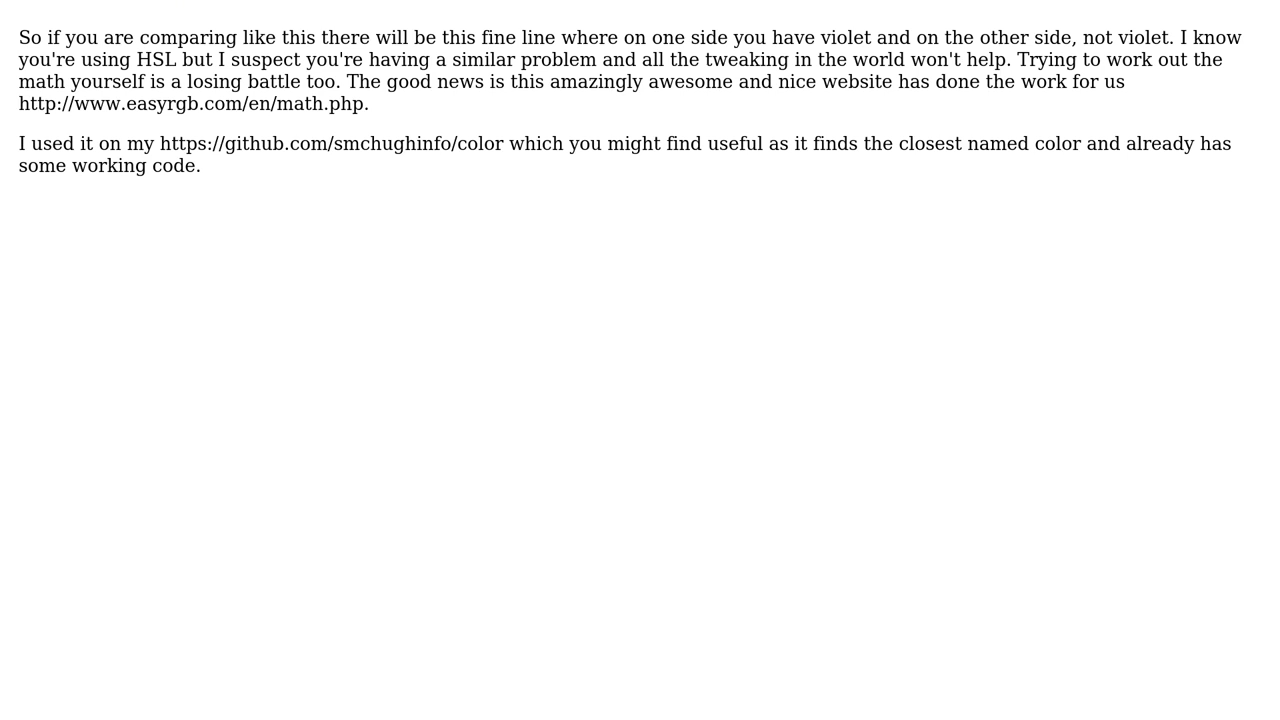 So if you are comparing like this there will be this fine line where on one side you have violet and on the other side, not violet. I know
you're using HSL but I suspect you're having a similar problem and all the tweaking in the world won't help. Trying to work out the
math yourself is a losing battle too. The good news is this amazingly awesome and nice website has done the work for us
http://www.easyrgb.com/en/math.php.
I used it on my https://github.com/smchughinfo/color which you might find useful as it finds the closest named color and already has
some working code.